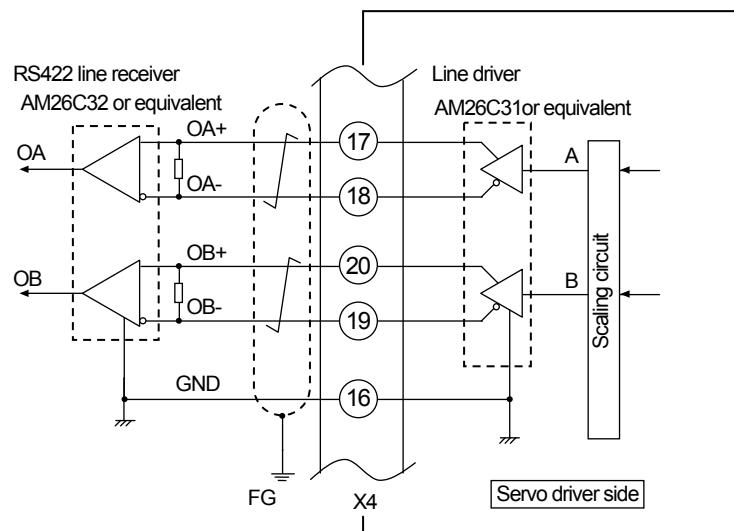 RS422 line receiver
AM26C32 or equivalent
Line driver
AM26C31or equivalent
OA+
17
A
OA
OA-
18
OB+
20
B
OB
OB-
19
Scaling circuit
GND
16
FG
X4
Servo driver side